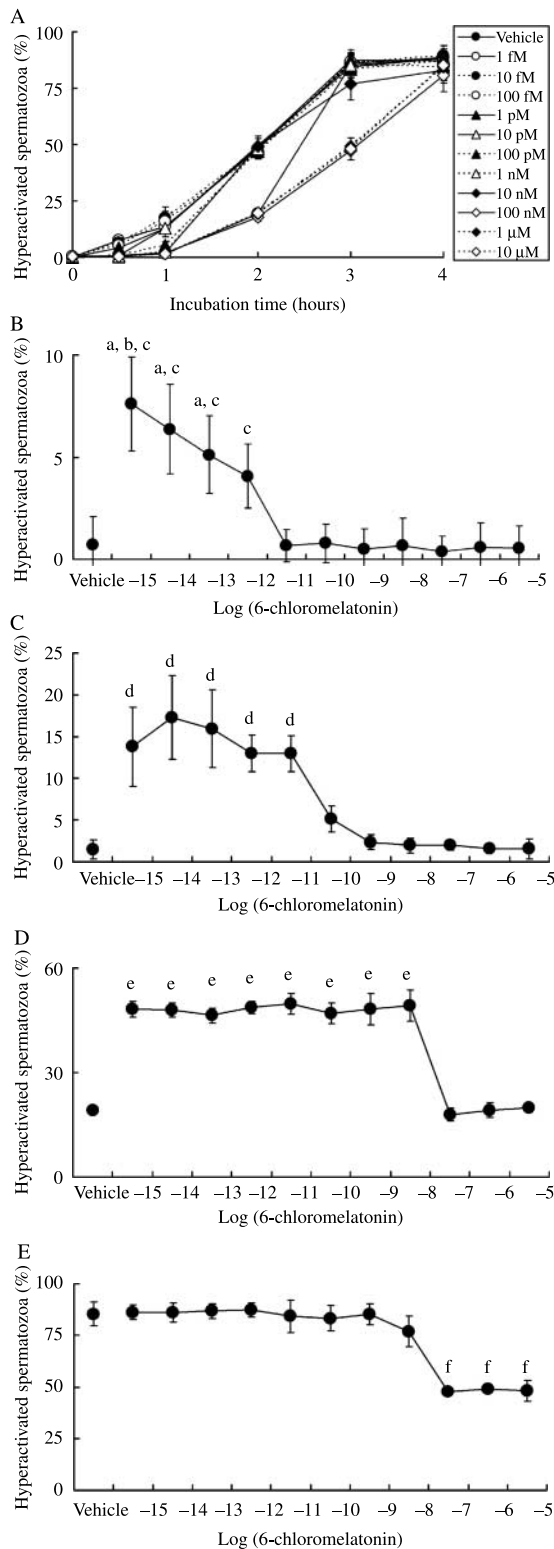 A
Hyperactivated spermatozoa (%)
100
75
50
25
0
0 1 2 3 4
Incubation time (hours)
Vehicle
1 fM
10 fM
100 fM
1 pM
10 pM
100 pM
1 nM
10 nM
100 nM
1 µM
10 µM
B
Hyperactivated spermatozoa (%)
10
5
0
a, b, c
a, c
a, c
c
Vehicle –15 –14 –13 –12 –11 –10 –9 –8 –7 –6 –5
Log (6-chloromelatonin)
C
Hyperactivated spermatozoa (%)
25
20
15
10
5
0
d d d d d
Vehicle –15 –14 –13 –12 –11 –10 –9 –8 –7 –6 –5
Log (6-chloromelatonin)
D
Hyperactivated spermatozoa (%)
60
30
0
e e e e e e e e
Vehicle –15 –14 –13 –12 –11 –10 –9 –8 –7 –6 –5
Log (6-chloromelatonin)
E
Hyperactivated spermatozoa (%)
100
75
50
25
0
f f f
Vehicle –15 –14 –13 –12 –11 –10 –9 –8 –7 –6 –5
Log (6-chloromelatonin)